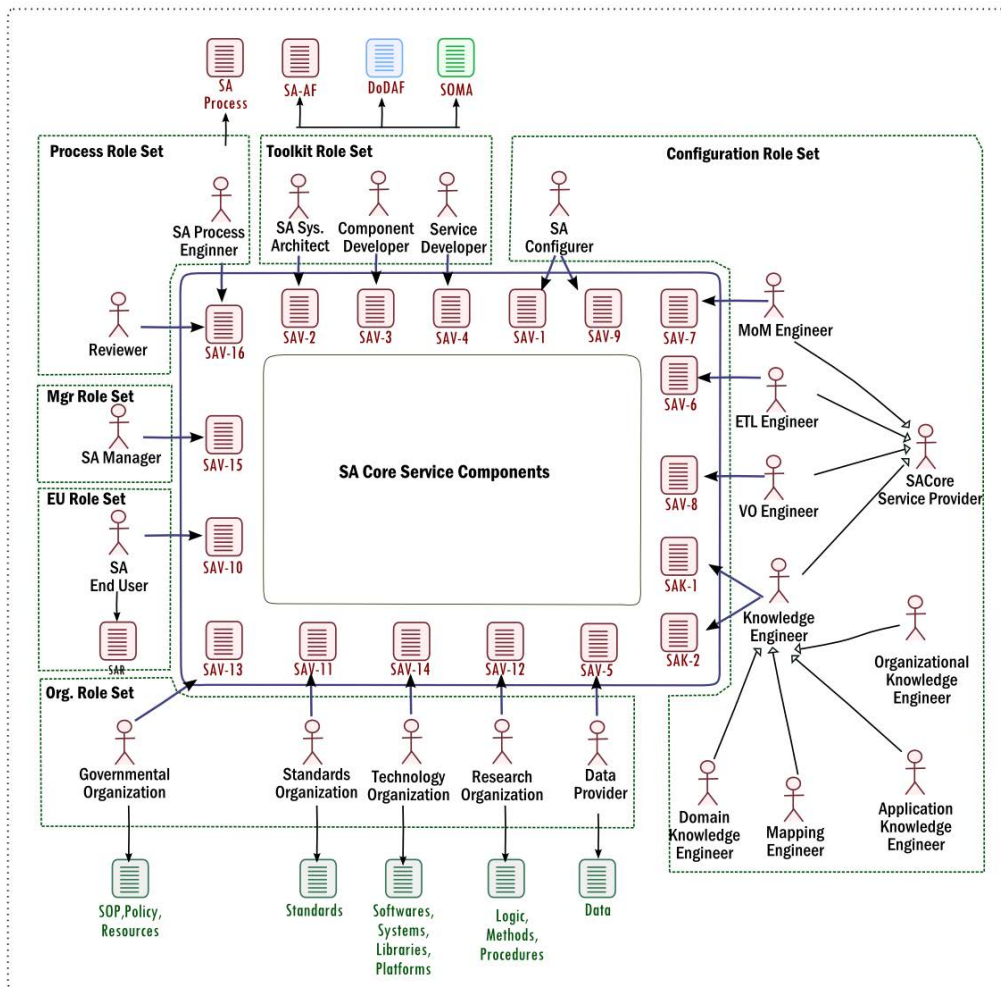 SA
Process
SA-AF
DoDAF
SOMA
Process Role Set
Toolkit Role Set
Configuration Role Set
SA Process
Enginner
SA Sys.
Architect
Component
Developer
Service
Developer
SA
Configurer
Reviewer
SAV-16
SAV-2
SAV-3
SAV-4
SAV-1
SAV-9
SAV-7
MoM Engineer
Mgr Role Set
SA Manager
SAV-15
SAV-6
ETL Engineer
SA Core Service Components
SACore
Service Provider
EU Role Set
SA
End User
SAV-10
SAV-8
VO Engineer
SAK-1
SAR
SAV-13
SAV-11
SAV-14
SAV-12
SAV-5
SAK-2
Knowledge
Engineer
Organizational
Knowledge
Engineer
Org. Role Set
Governmental
Organization
Standards
Organization
Technology
Organization
Research
Organization
Data
Provider
Domain
Knowledge
Engineer
Mapping
Engineer
Application
Knowledge
Engineer
SOP,Policy,
Resources
Standards
Softwares,
Systems,
Libraries,
Platforms
Logic,
Methods,
Procedures
Data